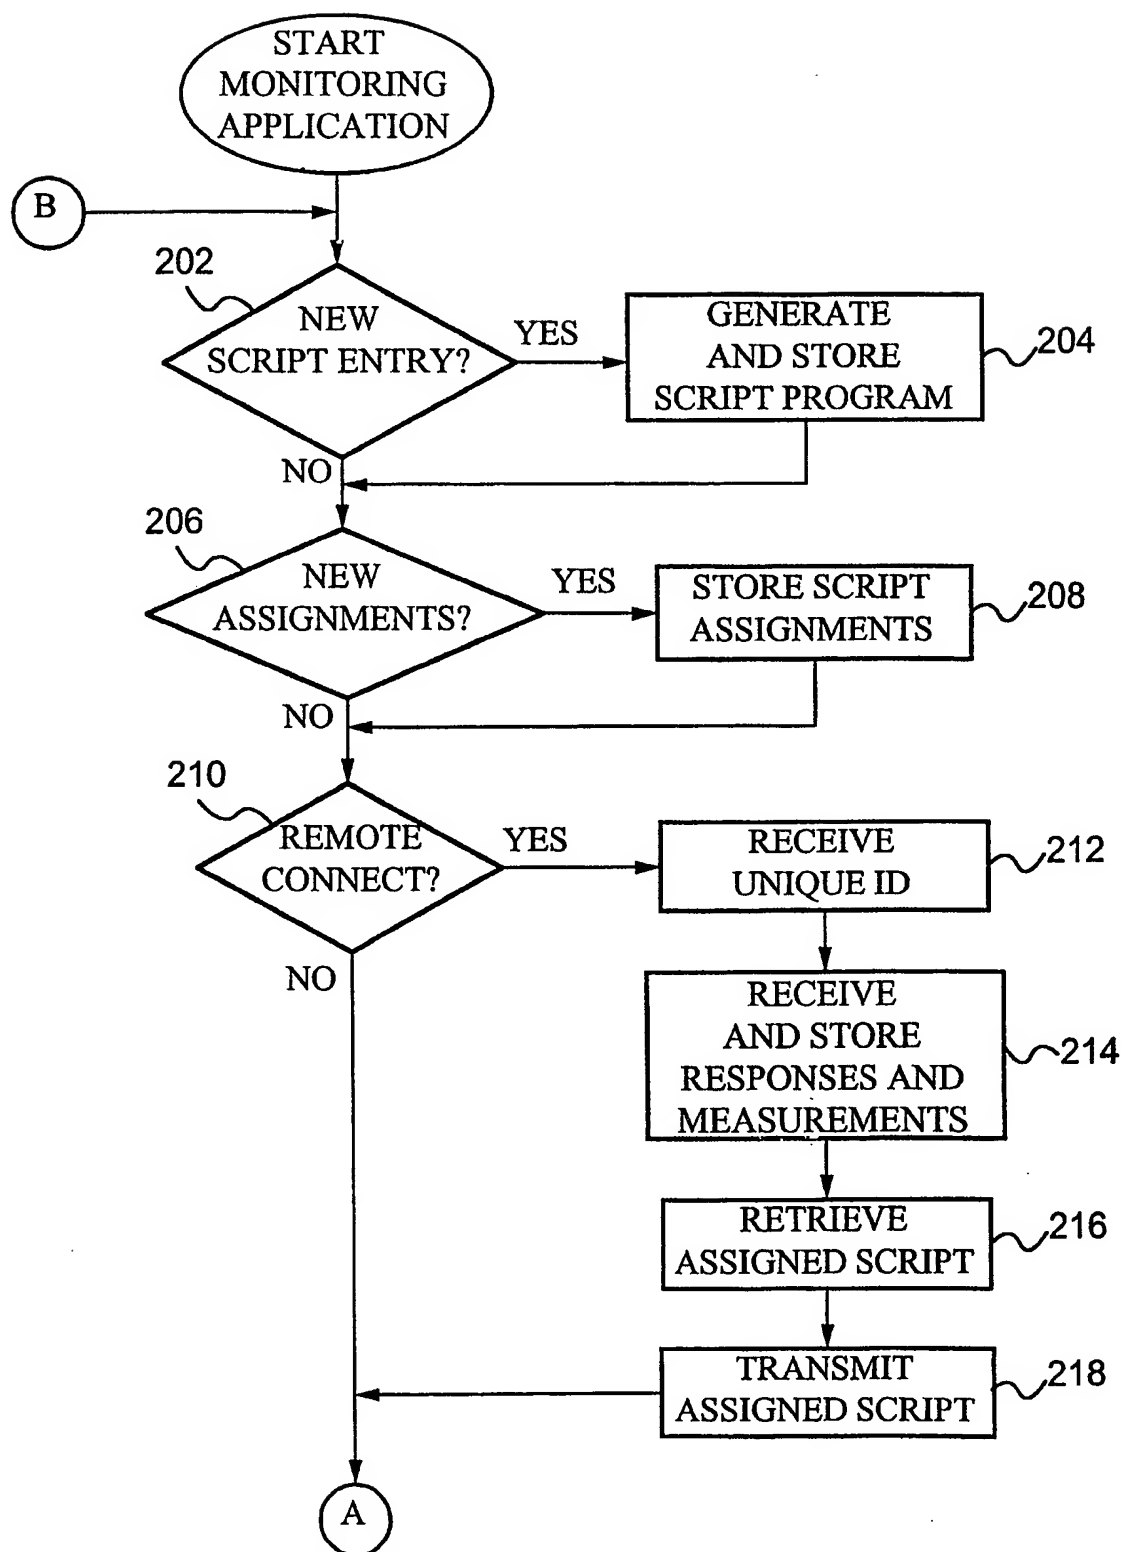 START
MONITORING
APPLICATION
B
202
NEW
SCRIPT ENTRY?
YES
GENERATE
AND STORE
SCRIPT PROGRAM
204
NO
206
NEW
ASSIGNMENTS?
YES
STORE SCRIPT
ASSIGNMENTS
208
NO
210
REMOTE
CONNECT?
YES
RECEIVE
UNIQUE ID
212
NO
RECEIVE
AND STORE
RESPONSES AND
MEASUREMENTS
214
RETRIEVE
ASSIGNED SCRIPT
216
TRANSMIT
ASSIGNED SCRIPT
218
A